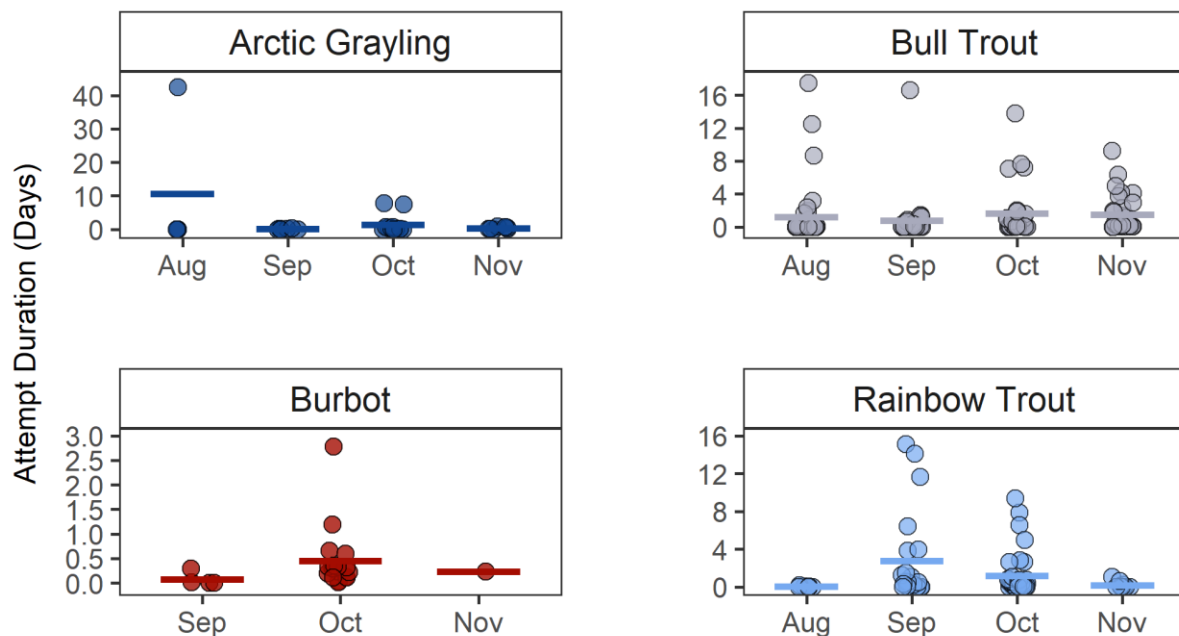 Attempt Duration (Days)
Arctic Grayling
40
30
20
10
0
Aug Sep Oct Nov
Bull Trout
16
12
8
4
0
Aug Sep Oct Nov
Burbot
3.0
2.5
2.0
1.5
1.0
0.5
0.0
Sep Oct Nov
Rainbow Trout
16
12
8
4
0
Aug Sep Oct Nov